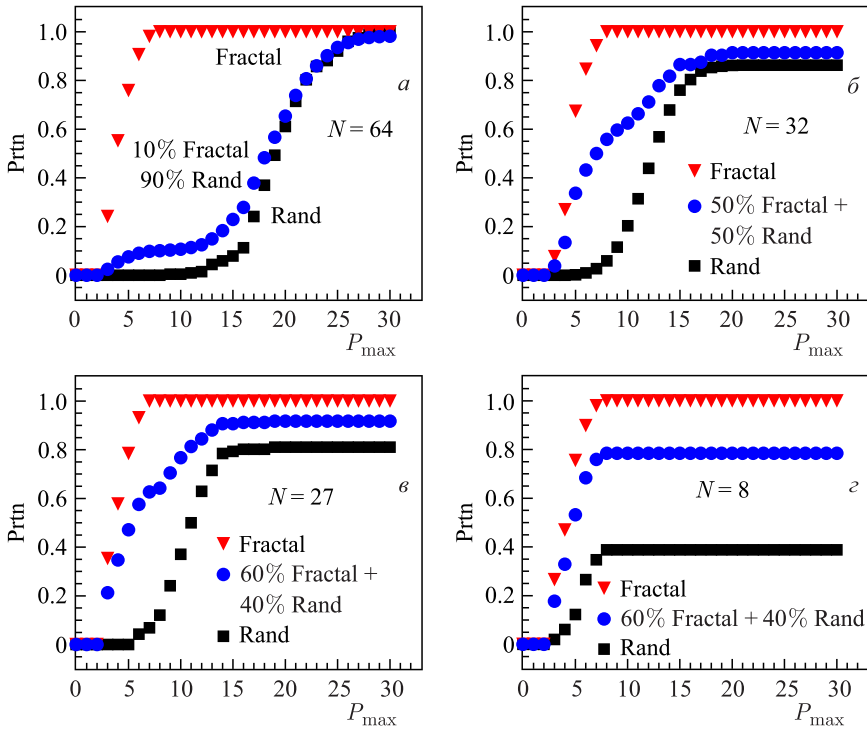 1.0
0.8
0.6
0.4
0.2
0
Prtn
Fractal
а
N = 64
10% Fractal
90% Rand
Rand
0 5 10 15 20 25 30
Pmax
1.0
0.8
0.6
0.4
0.2
0
Prtn
б
N = 32
Fractal
50% Fractal +
50% Rand
Rand
0 5 10 15 20 25 30
Pmax
1.0
0.8
0.6
0.4
0.2
0
Prtn
в
N = 27
Fractal
60% Fractal +
40% Rand
Rand
0 5 10 15 20 25 30
Pmax
1.0
0.8
0.6
0.4
0.2
0
Prtn
г
N = 8
Fractal
60% Fractal + 40% Rand
Rand
0 5 10 15 20 25 30
Pmax